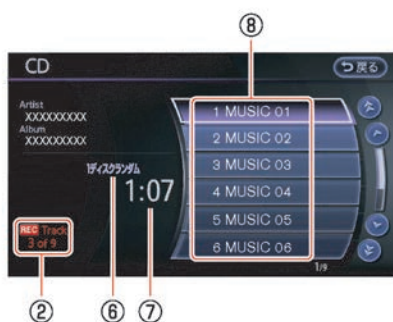 ⑧
CD
戻る
Artist
XXXXXXXXX
Album
XXXXXXXXX
1ディスクランダム
1:07
REC Track
3 of 9
1 MUSIC 01
2 MUSIC 02
3 MUSIC 03
4 MUSIC 04
5 MUSIC 05
6 MUSIC 06
1/9
②
⑥
⑦